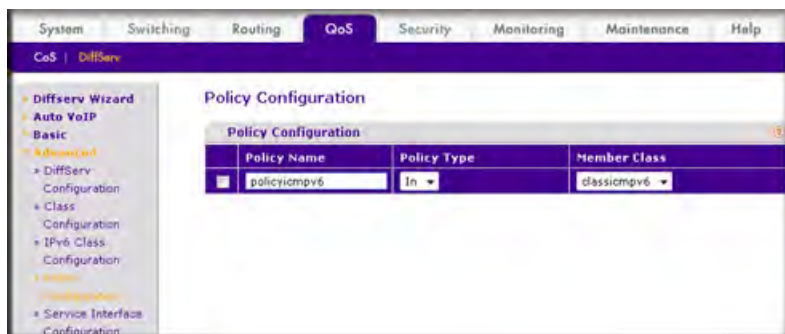 System Switching Routing QoS Security Monitoring Maintenance Help
CoS | DiffServ
Diffserv Wizard
Auto VoIP
Basic
Advanced
» DiffServ
Configuration
» Class
Configuration
» IPv6 Class
Configuration
» Service Interface
Configuration
Policy Configuration
Policy Configuration
Policy Name Policy Type Member Class
policyicmpv6 In classicmpv6